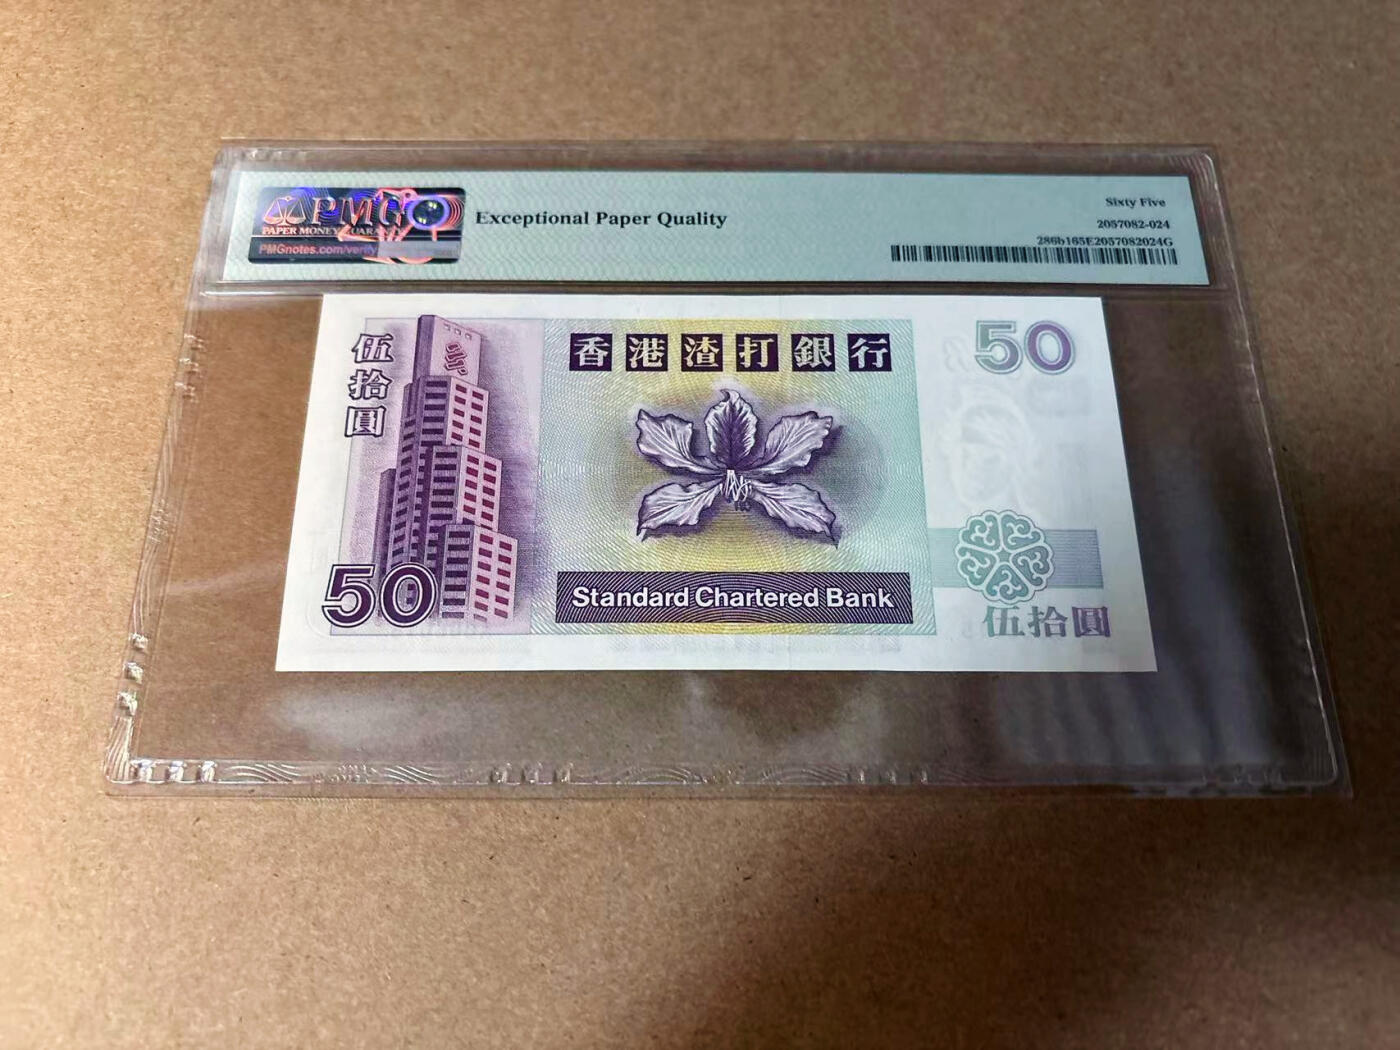 PMG
PAPER MONEY GUARANTY
PMGnotes.com/verify
Exceptional Paper Quality
Sixty Five
2057082-024
286b165E2057082024G
伍拾圓
香港渣打銀行
50
50
Standard Chartered Bank
伍拾圓